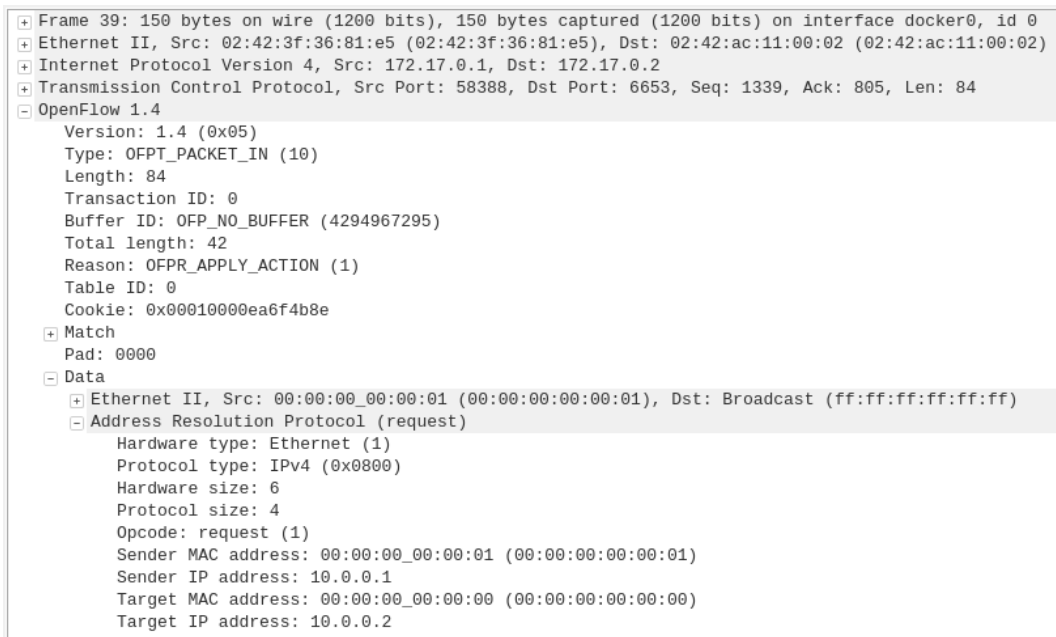 Frame 39: 150 bytes on wire (1200 bits), 150 bytes captured (1200 bits) on interface docker0, id 0
Ethernet II, Src: 02:42:3f:36:81:e5 (02:42:3f:36:81:e5), Dst: 02:42:ac:11:00:02 (02:42:ac:11:00:02)
Internet Protocol Version 4, Src: 172.17.0.1, Dst: 172.17.0.2
Transmission Control Protocol, Src Port: 58388, Dst Port: 6653, Seq: 1339, Ack: 805, Len: 84
OpenFlow 1.4
Version: 1.4 (0x05)
Type: OFPT_PACKET_IN (10)
Length: 84
Transaction ID: 0
Buffer ID: OFP_NO_BUFFER (4294967295)
Total length: 42
Reason: OFPR_APPLY_ACTION (1)
Table ID: 0
Cookie: 0x00010000ea6f4b8e
Match
Pad: 0000
Data
Ethernet II, Src: 00:00:00_00:00:01 (00:00:00:00:00:01), Dst: Broadcast (ff:ff:ff:ff:ff:ff)
Address Resolution Protocol (request)
Hardware type: Ethernet (1)
Protocol type: IPv4 (0x0800)
Hardware size: 6
Protocol size: 4
Opcode: request (1)
Sender MAC address: 00:00:00_00:00:01 (00:00:00:00:00:01)
Sender IP address: 10.0.0.1
Target MAC address: 00:00:00_00:00:00 (00:00:00:00:00:00)
Target IP address: 10.0.0.2